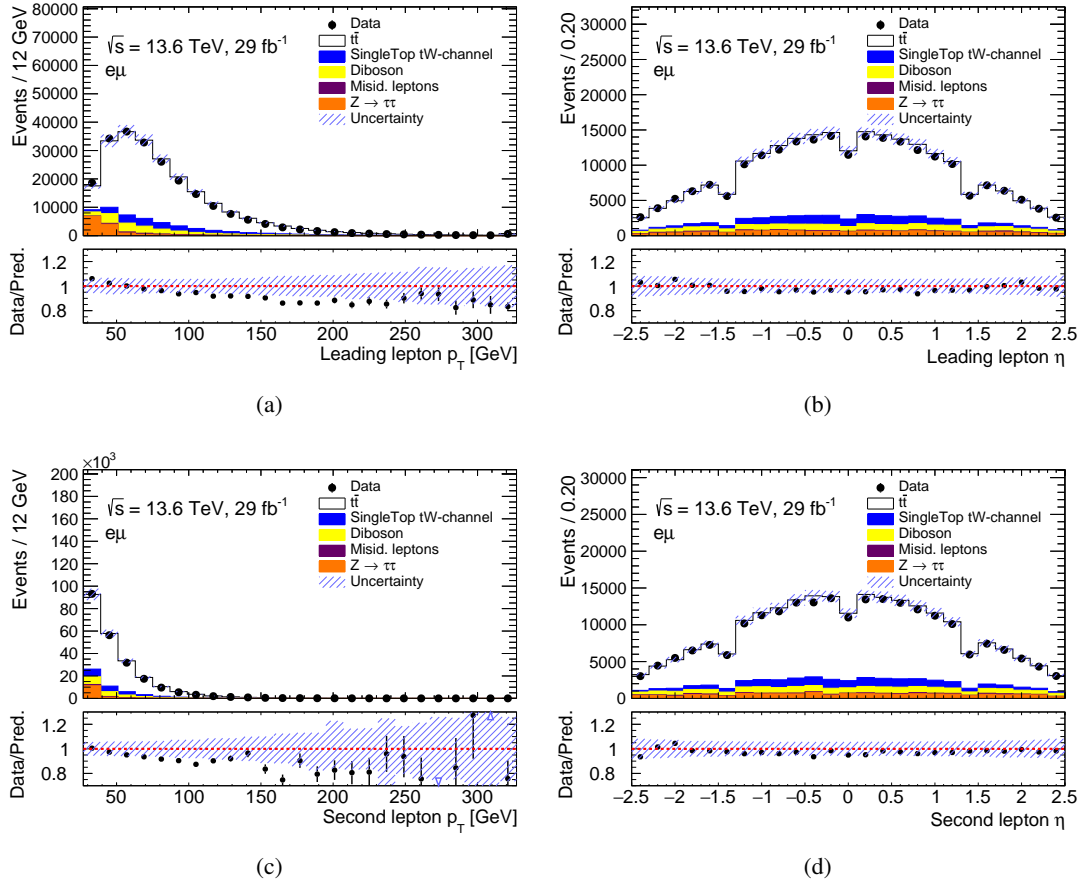 Events / 12 GeV
80000
70000
60000
50000
40000
30000
20000
10000
0
√s = 13.6 TeV, 29 fb⁻¹
eμ
Data
tt̄
SingleTop tW-channel
Diboson
Misid. leptons
Z → ττ
Uncertainty
Data/Pred.
1.2
1
0.8
50 100 150 200 250 300
Leading lepton p_T [GeV]
(a)
Events / 0.20
30000
25000
20000
15000
10000
5000
0
√s = 13.6 TeV, 29 fb⁻¹
eμ
Data
tt̄
SingleTop tW-channel
Diboson
Misid. leptons
Z → ττ
Uncertainty
Data/Pred.
1.2
1
0.8
−2.5 −2 −1.5 −1 −0.5 0 0.5 1 1.5 2 2.5
Leading lepton η
(b)
×10³
Events / 12 GeV
200
180
160
140
120
100
80
60
40
20
0
√s = 13.6 TeV, 29 fb⁻¹
eμ
Data
tt̄
SingleTop tW-channel
Diboson
Misid. leptons
Z → ττ
Uncertainty
Data/Pred.
1.2
1
0.8
50 100 150 200 250 300
Second lepton p_T [GeV]
(c)
Events / 0.20
30000
25000
20000
15000
10000
5000
0
√s = 13.6 TeV, 29 fb⁻¹
eμ
Data
tt̄
SingleTop tW-channel
Diboson
Misid. leptons
Z → ττ
Uncertainty
Data/Pred.
1.2
1
0.8
−2.5 −2 −1.5 −1 −0.5 0 0.5 1 1.5 2 2.5
Second lepton η
(d)